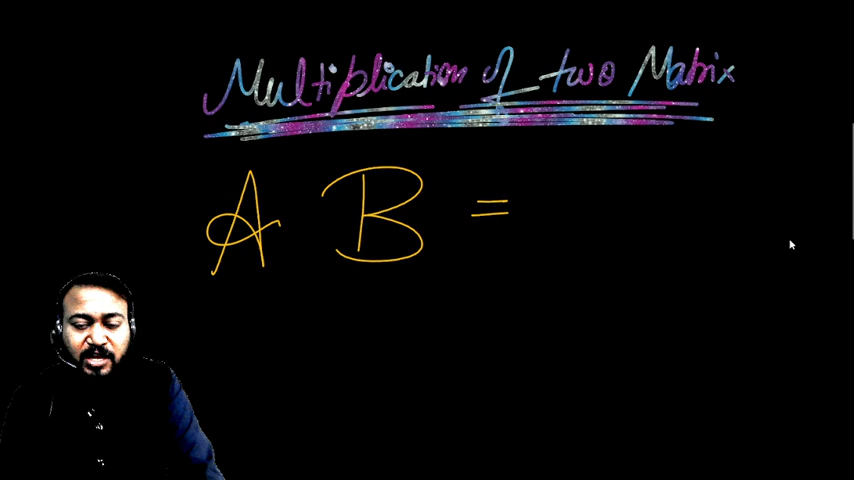 Multiplication of two Matrix
A B =